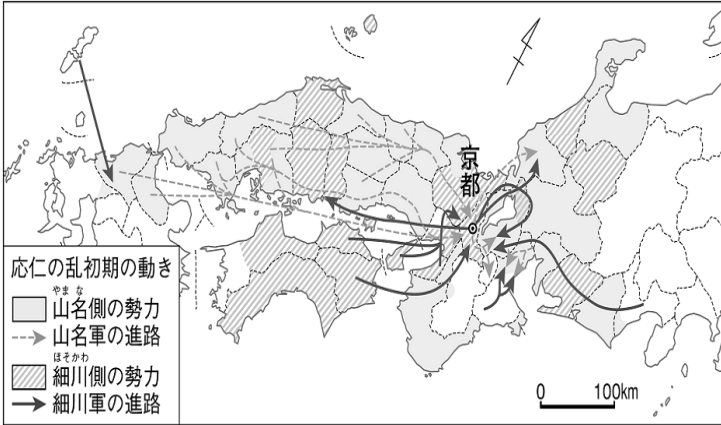 京都
応仁の乱初期の動き
やまな
山名側の勢力
山名軍の進路
ほそかわ
細川側の勢力
細川軍の進路
0 100km